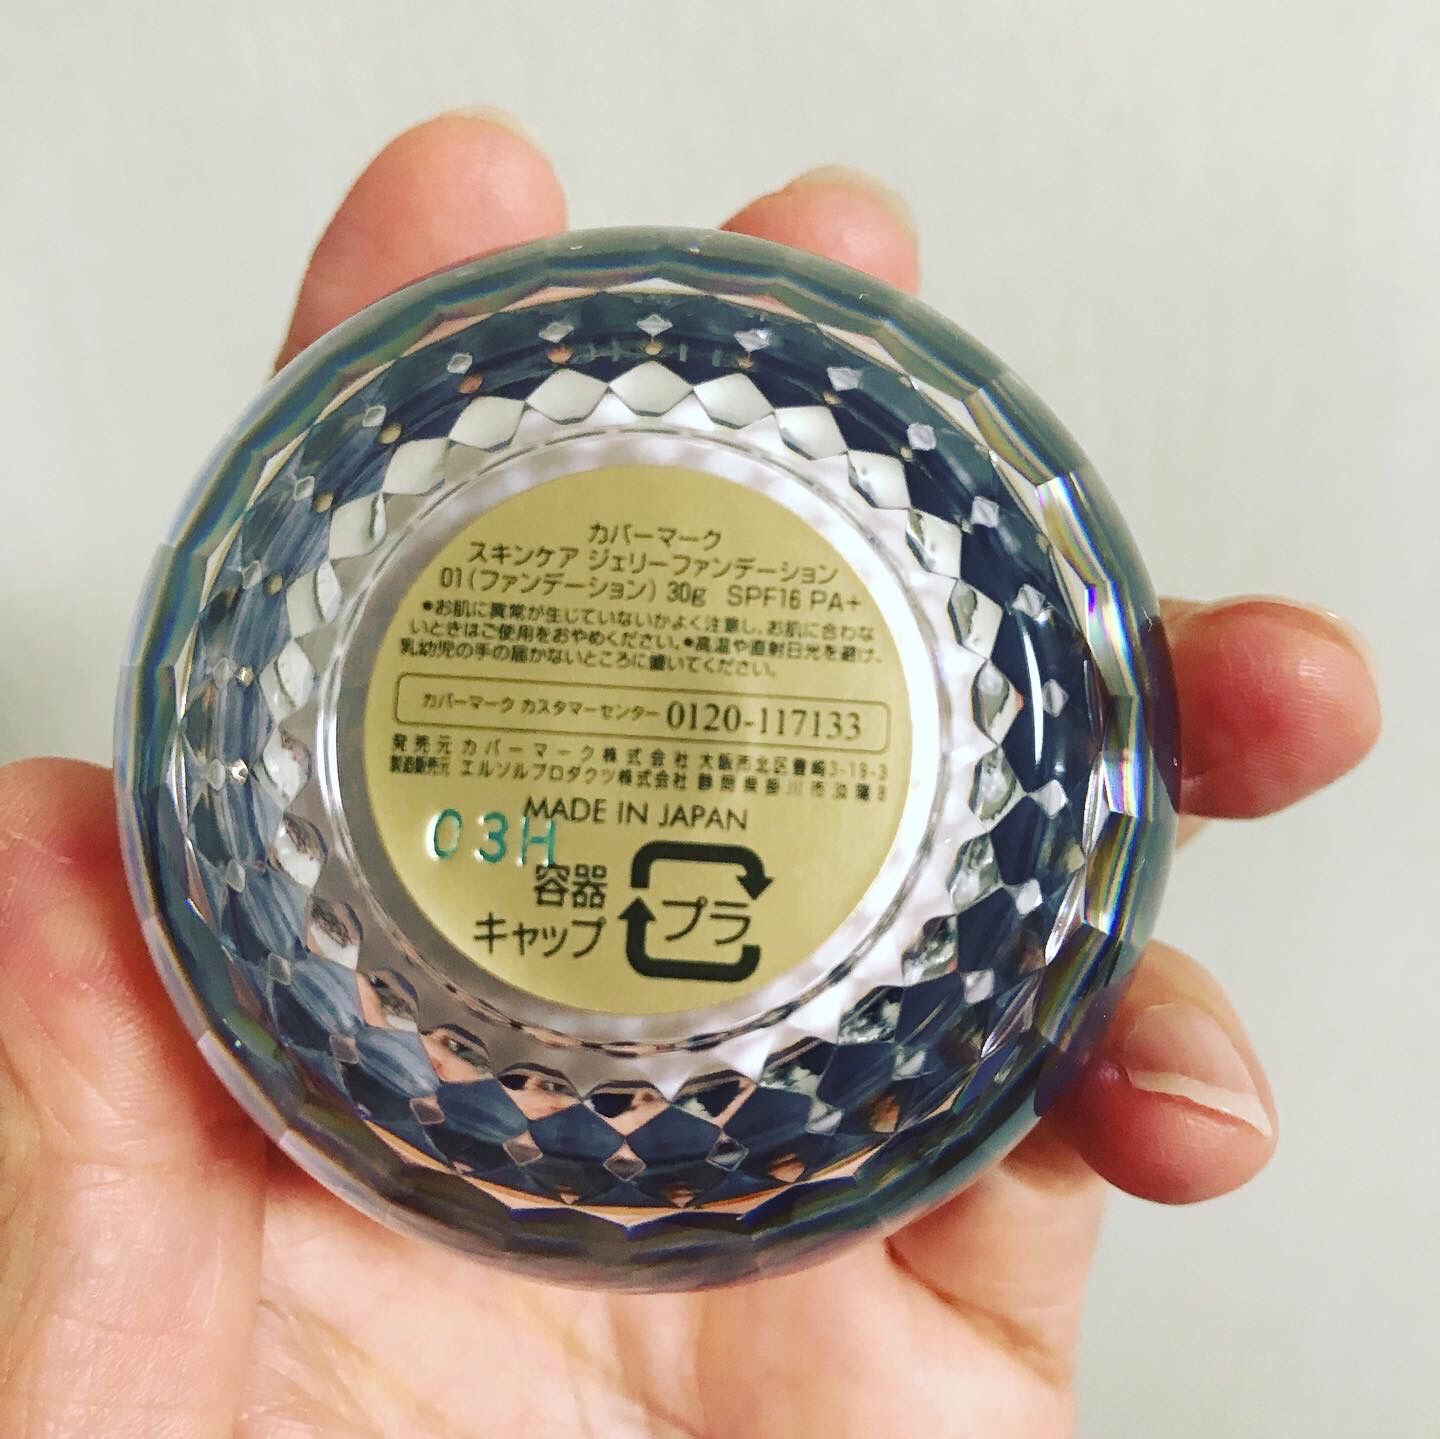 カバーマーク
スキンケア ジェリーファンデーション
01(ファンデーション) 30g SPF16 PA+
●お肌に異常が生じていないかよく注意し、お肌に合わな
いときはご使用をおやめください。●高温や直射日光を避け、
乳幼児の手の届かないところに置いてください。
カバーマーク カスタマーセンター 0120-117133
発売元 カバーマーク株式会社 大阪市北区豊崎3-19-3
製造販売元 エルソルプロダクツ株式会社 静岡県掛川市淡陽8
MADE IN JAPAN
03H
容器
キャップ
プラ